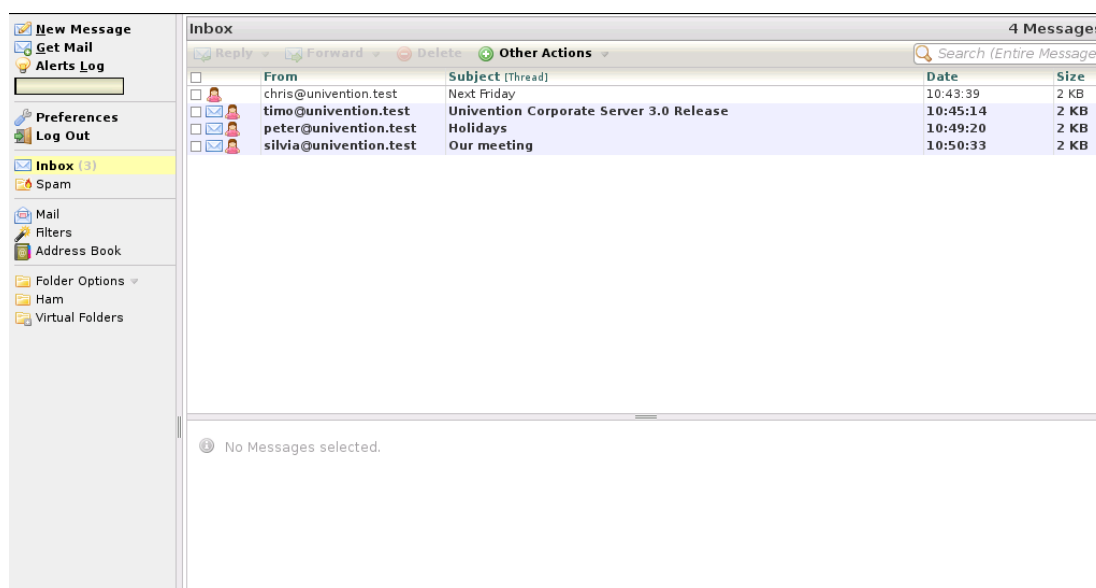 New Message
Get Mail
Alerts Log
Preferences
Log Out
Inbox (3)
Spam
Mail
Filters
Address Book
Folder Options
Ham
Virtual Folders
Inbox 4 Messages
Reply Forward Delete Other Actions Search (Entire Message
From Subject [Thread] Date Size
chris@univention.test Next Friday 10:43:39 2 KB
timo@univention.test Univention Corporate Server 3.0 Release 10:45:14 2 KB
peter@univention.test Holidays 10:49:20 2 KB
silvia@univention.test Our meeting 10:50:33 2 KB
No Messages selected.